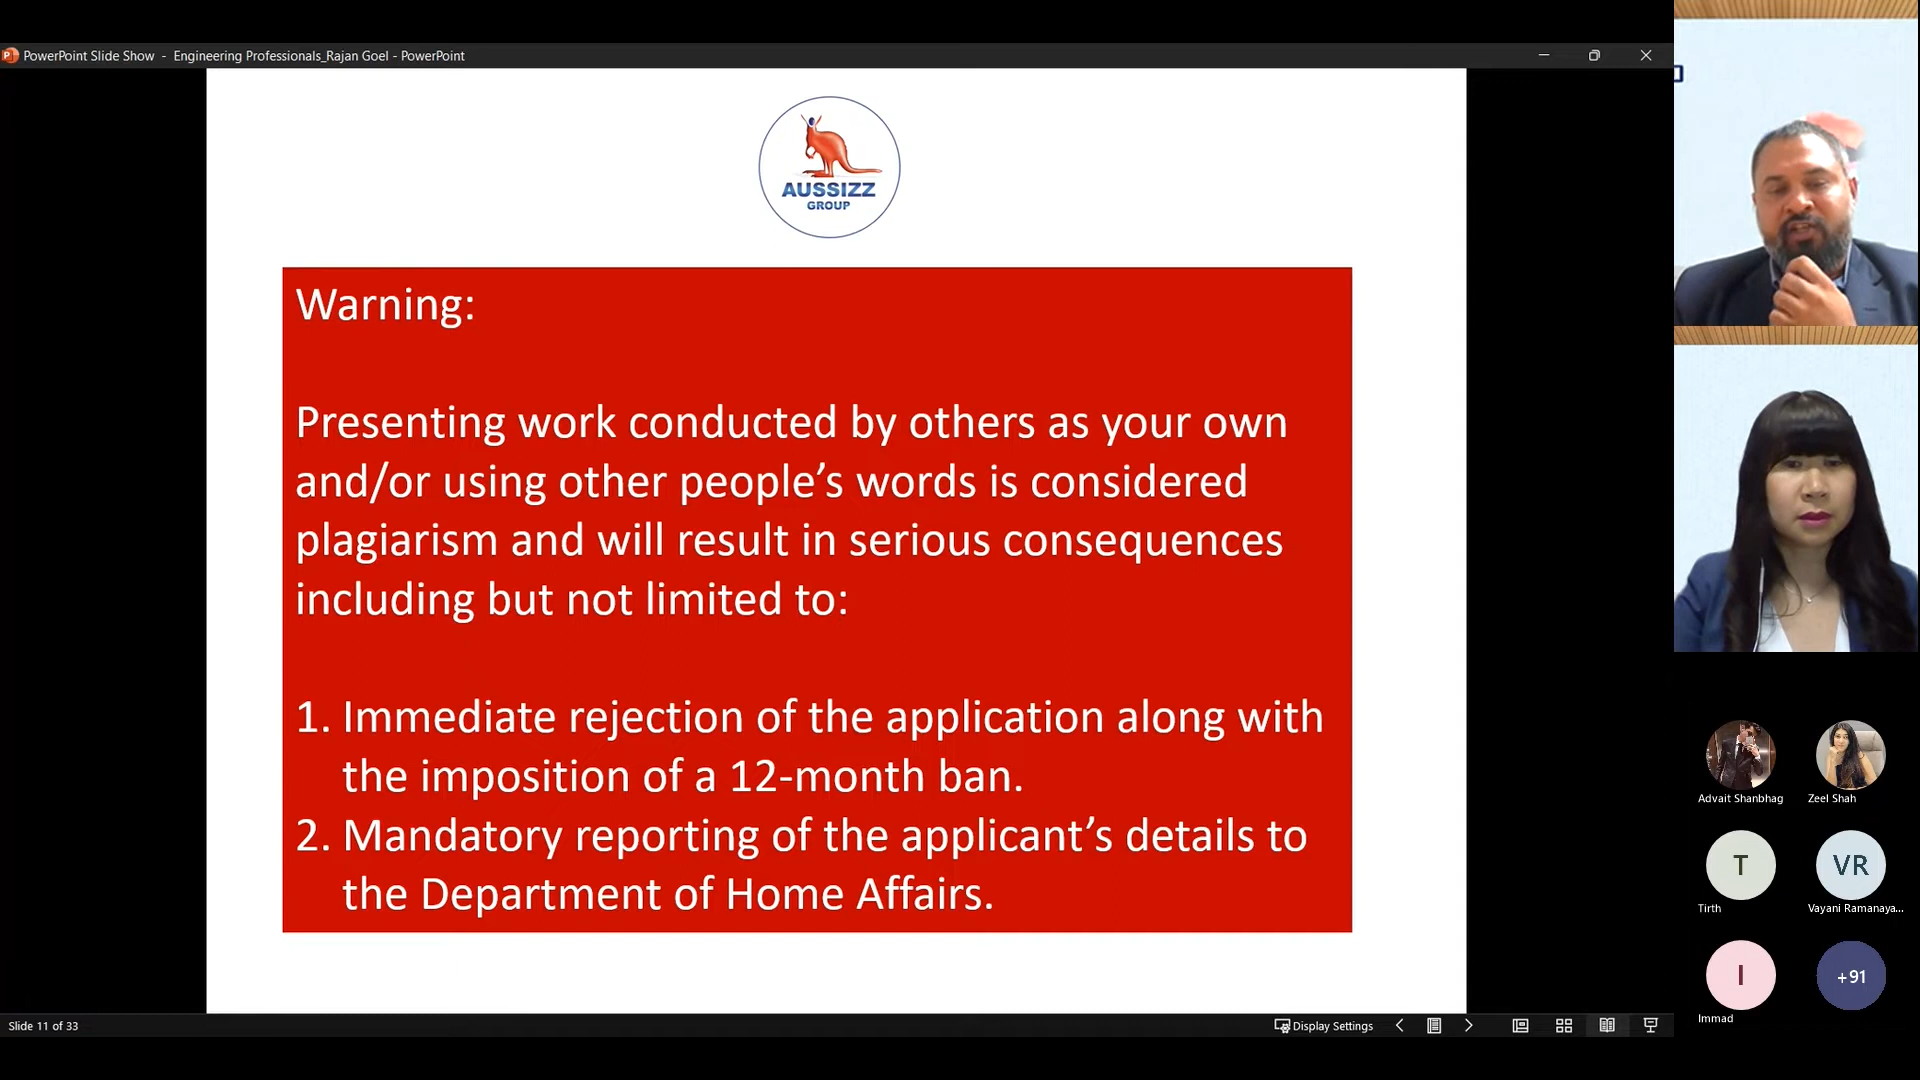 PowerPoint Slide Show - Engineering Professionals_Rajan Goel - PowerPoint
AUSSIZZ
GROUP
Warning:
Presenting work conducted by others as your own
and/or using other people’s words is considered
plagiarism and will result in serious consequences
including but not limited to:
1. Immediate rejection of the application along with
the imposition of a 12-month ban.
2. Mandatory reporting of the applicant’s details to
the Department of Home Affairs.
Slide 11 of 33
Display Settings
Advait Shanbhag
Zeel Shah
T
VR
Tirth
Vayani Ramanaya...
I
+91
Immad